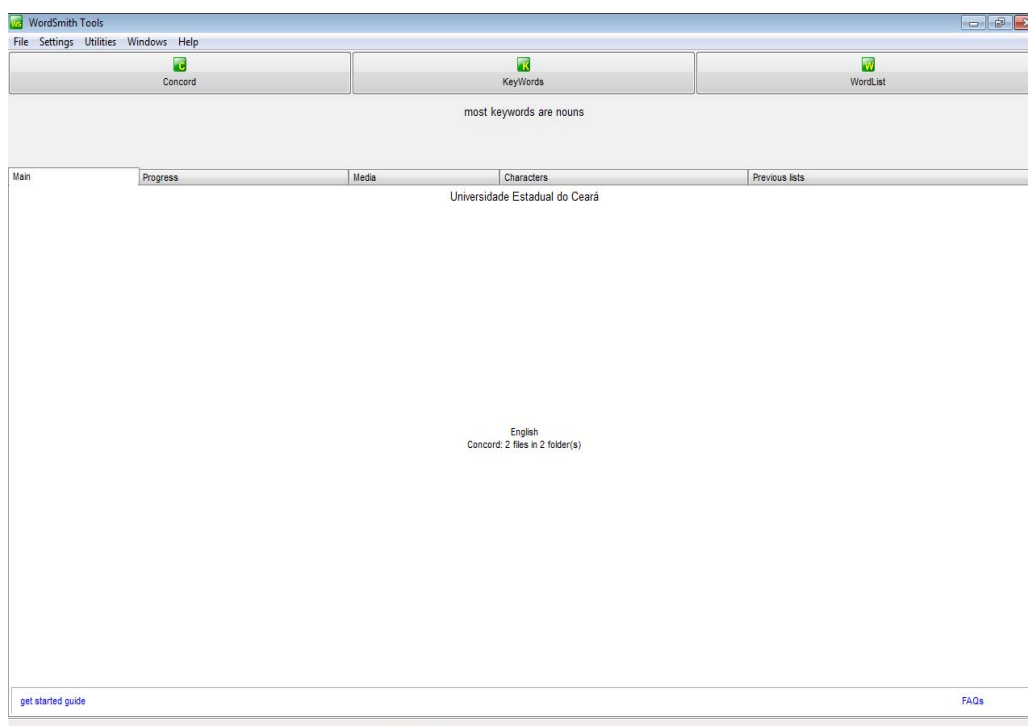 WS WordSmith Tools
File Settings Utilities Windows Help
C K W
Concord KeyWords WordList
most keywords are nouns
Main Progress Media Characters Previous lists
Universidade Estadual do Ceará
English
Concord: 2 files in 2 folder(s)
get started guide FAQs